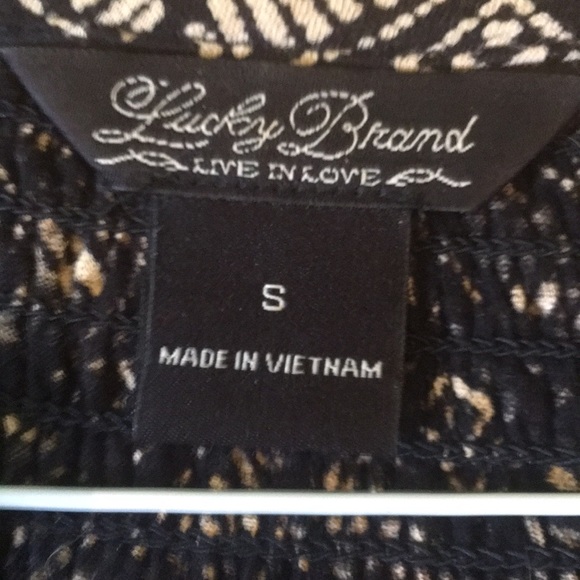 Lucky Brand
LIVE IN LOVE
S
MADE IN VIETNAM